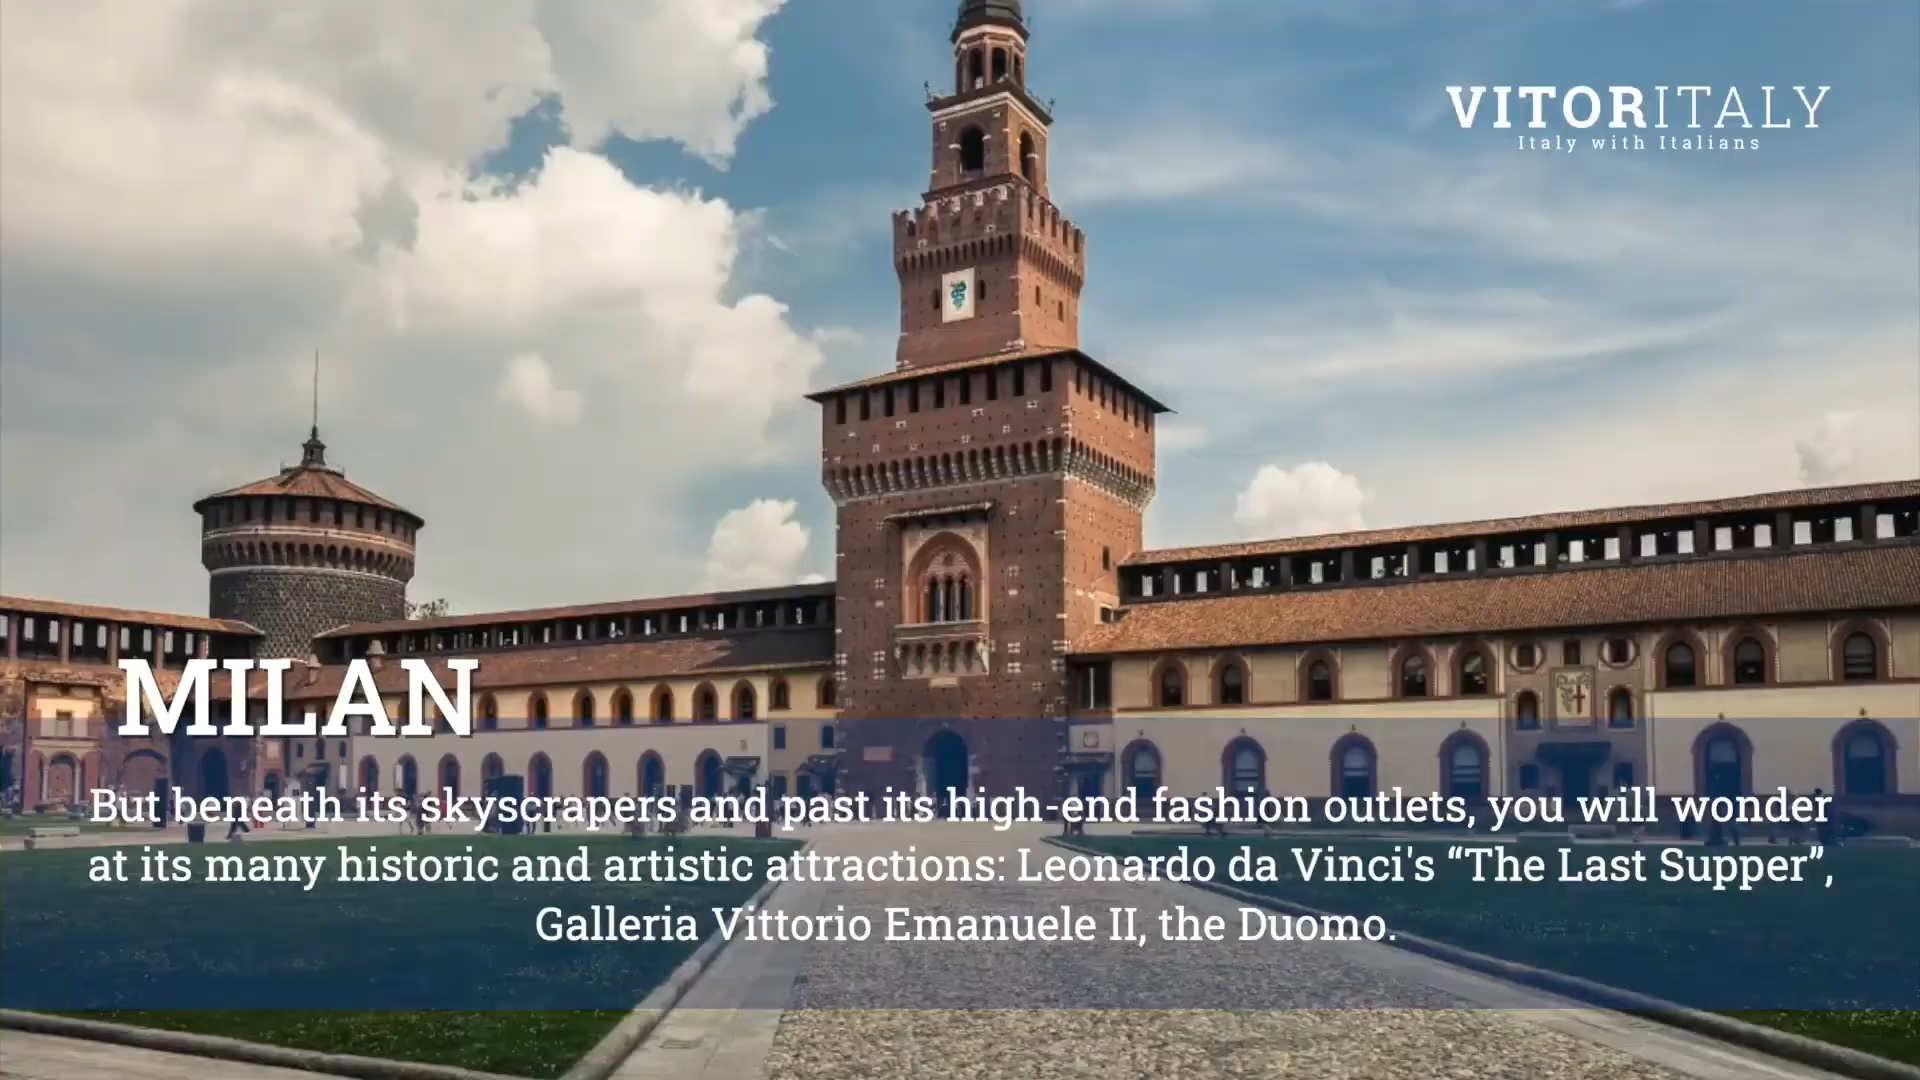 VITORITALY
Italy with Italians
MILAN
But beneath its skyscrapers and past its high-end fashion outlets, you will wonder
at its many historic and artistic attractions: Leonardo da Vinci's “The Last Supper”,
Galleria Vittorio Emanuele II, the Duomo.